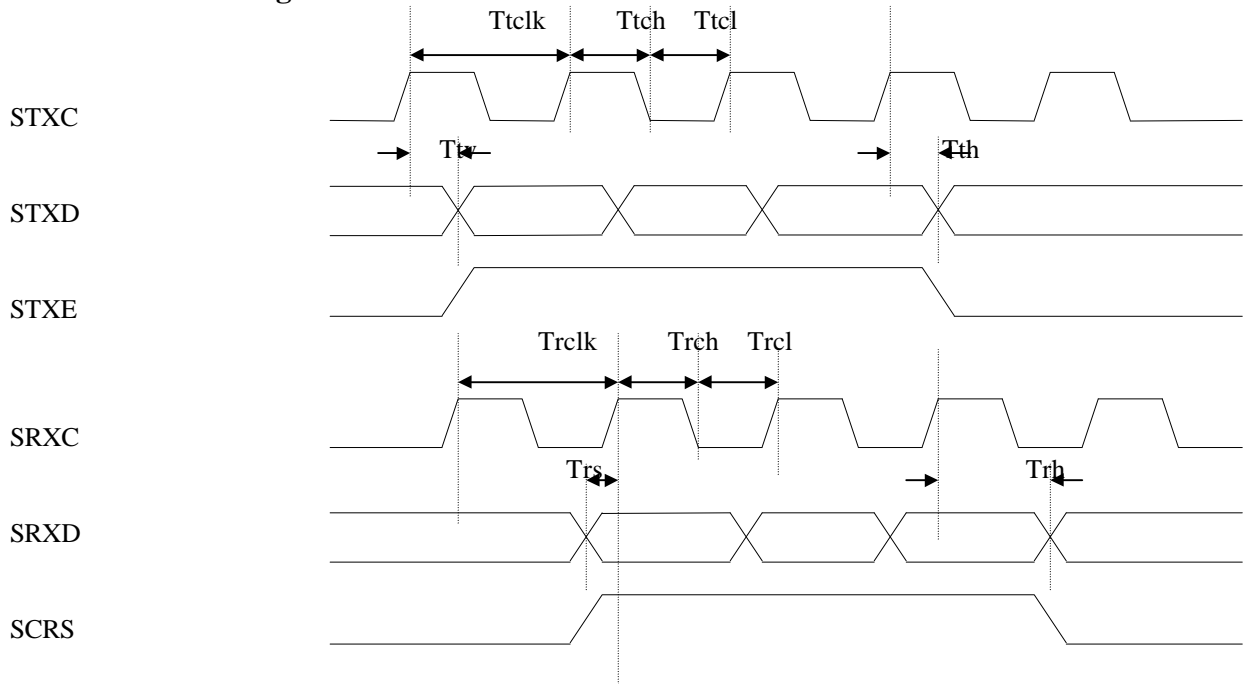 Ttclk Ttch Ttcl
STXC
Ttv Tth
STXD
STXE
Trclk Trch Trcl
SRXC
Trs Trh
SRXD
SCRS